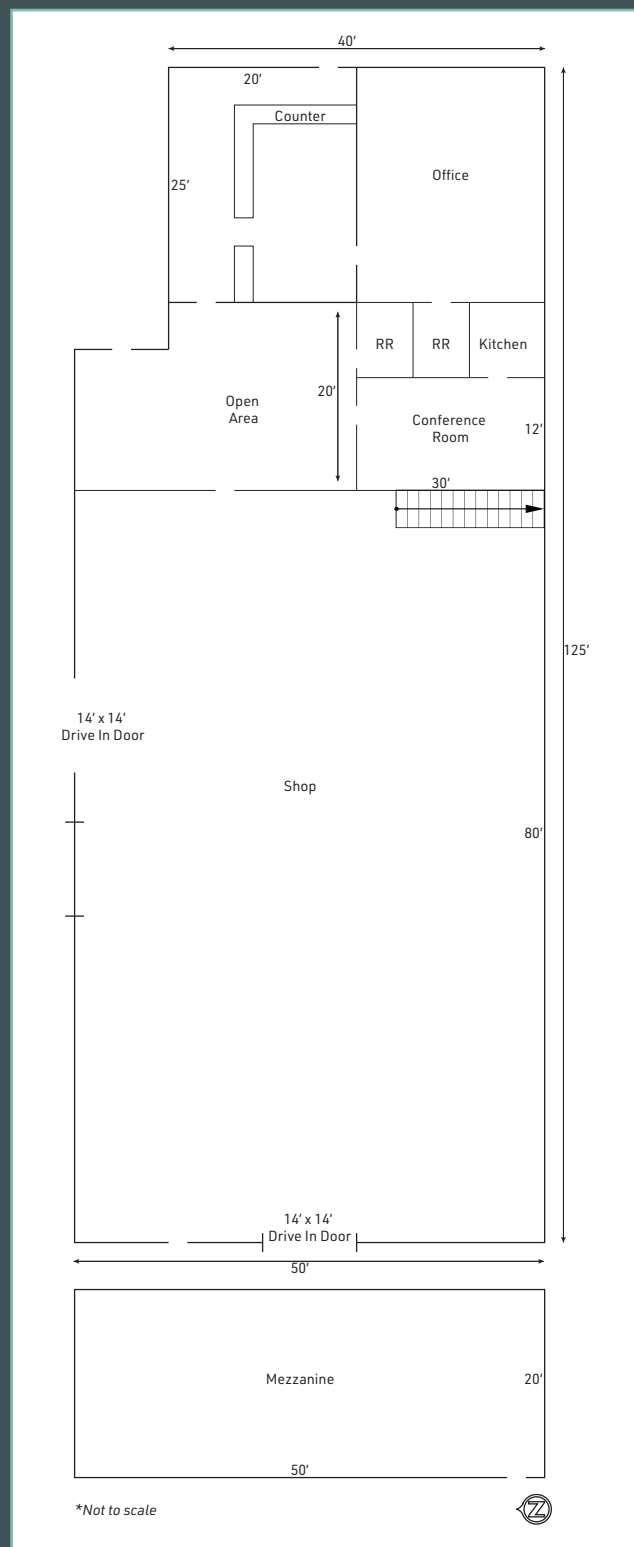 40'
20'
Counter
25'
Office
RR
RR
Kitchen
20'
Open
Area
Conference
Room
12'
30'
125'
14' x 14'
Drive In Door
Shop
80'
14' x 14'
Drive In Door
50'
Mezzanine
20'
50'
*Not to scale
N